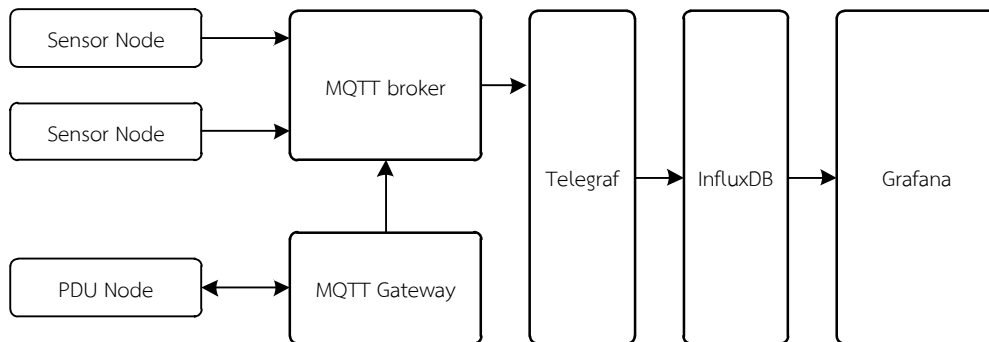 Sensor Node
MQTT broker
Sensor Node
Telegraf
InfluxDB
Grafana
PDU Node
MQTT Gateway